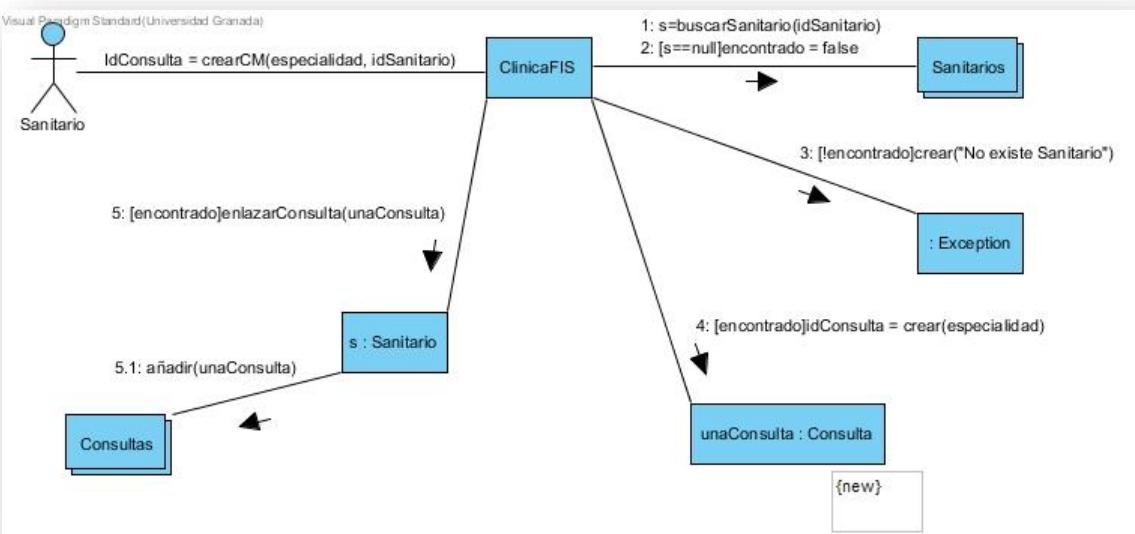 Visual Paradigm Standard(Universidad Granada)
1: s=buscarSanitario(idSanitario)
2: [s==null]encontrado = false
IdConsulta = crearCM(especialidad, idSanitario)
ClinicaFIS
Sanitarios
Sanitario
3: [!encontrado]crear("No existe Sanitario")
5: [encontrado]enlazarConsulta(unaConsulta)
: Exception
4: [encontrado]idConsulta = crear(especialidad)
s : Sanitario
5.1: añadir(unaConsulta)
Consultas
unaConsulta : Consulta
{new}